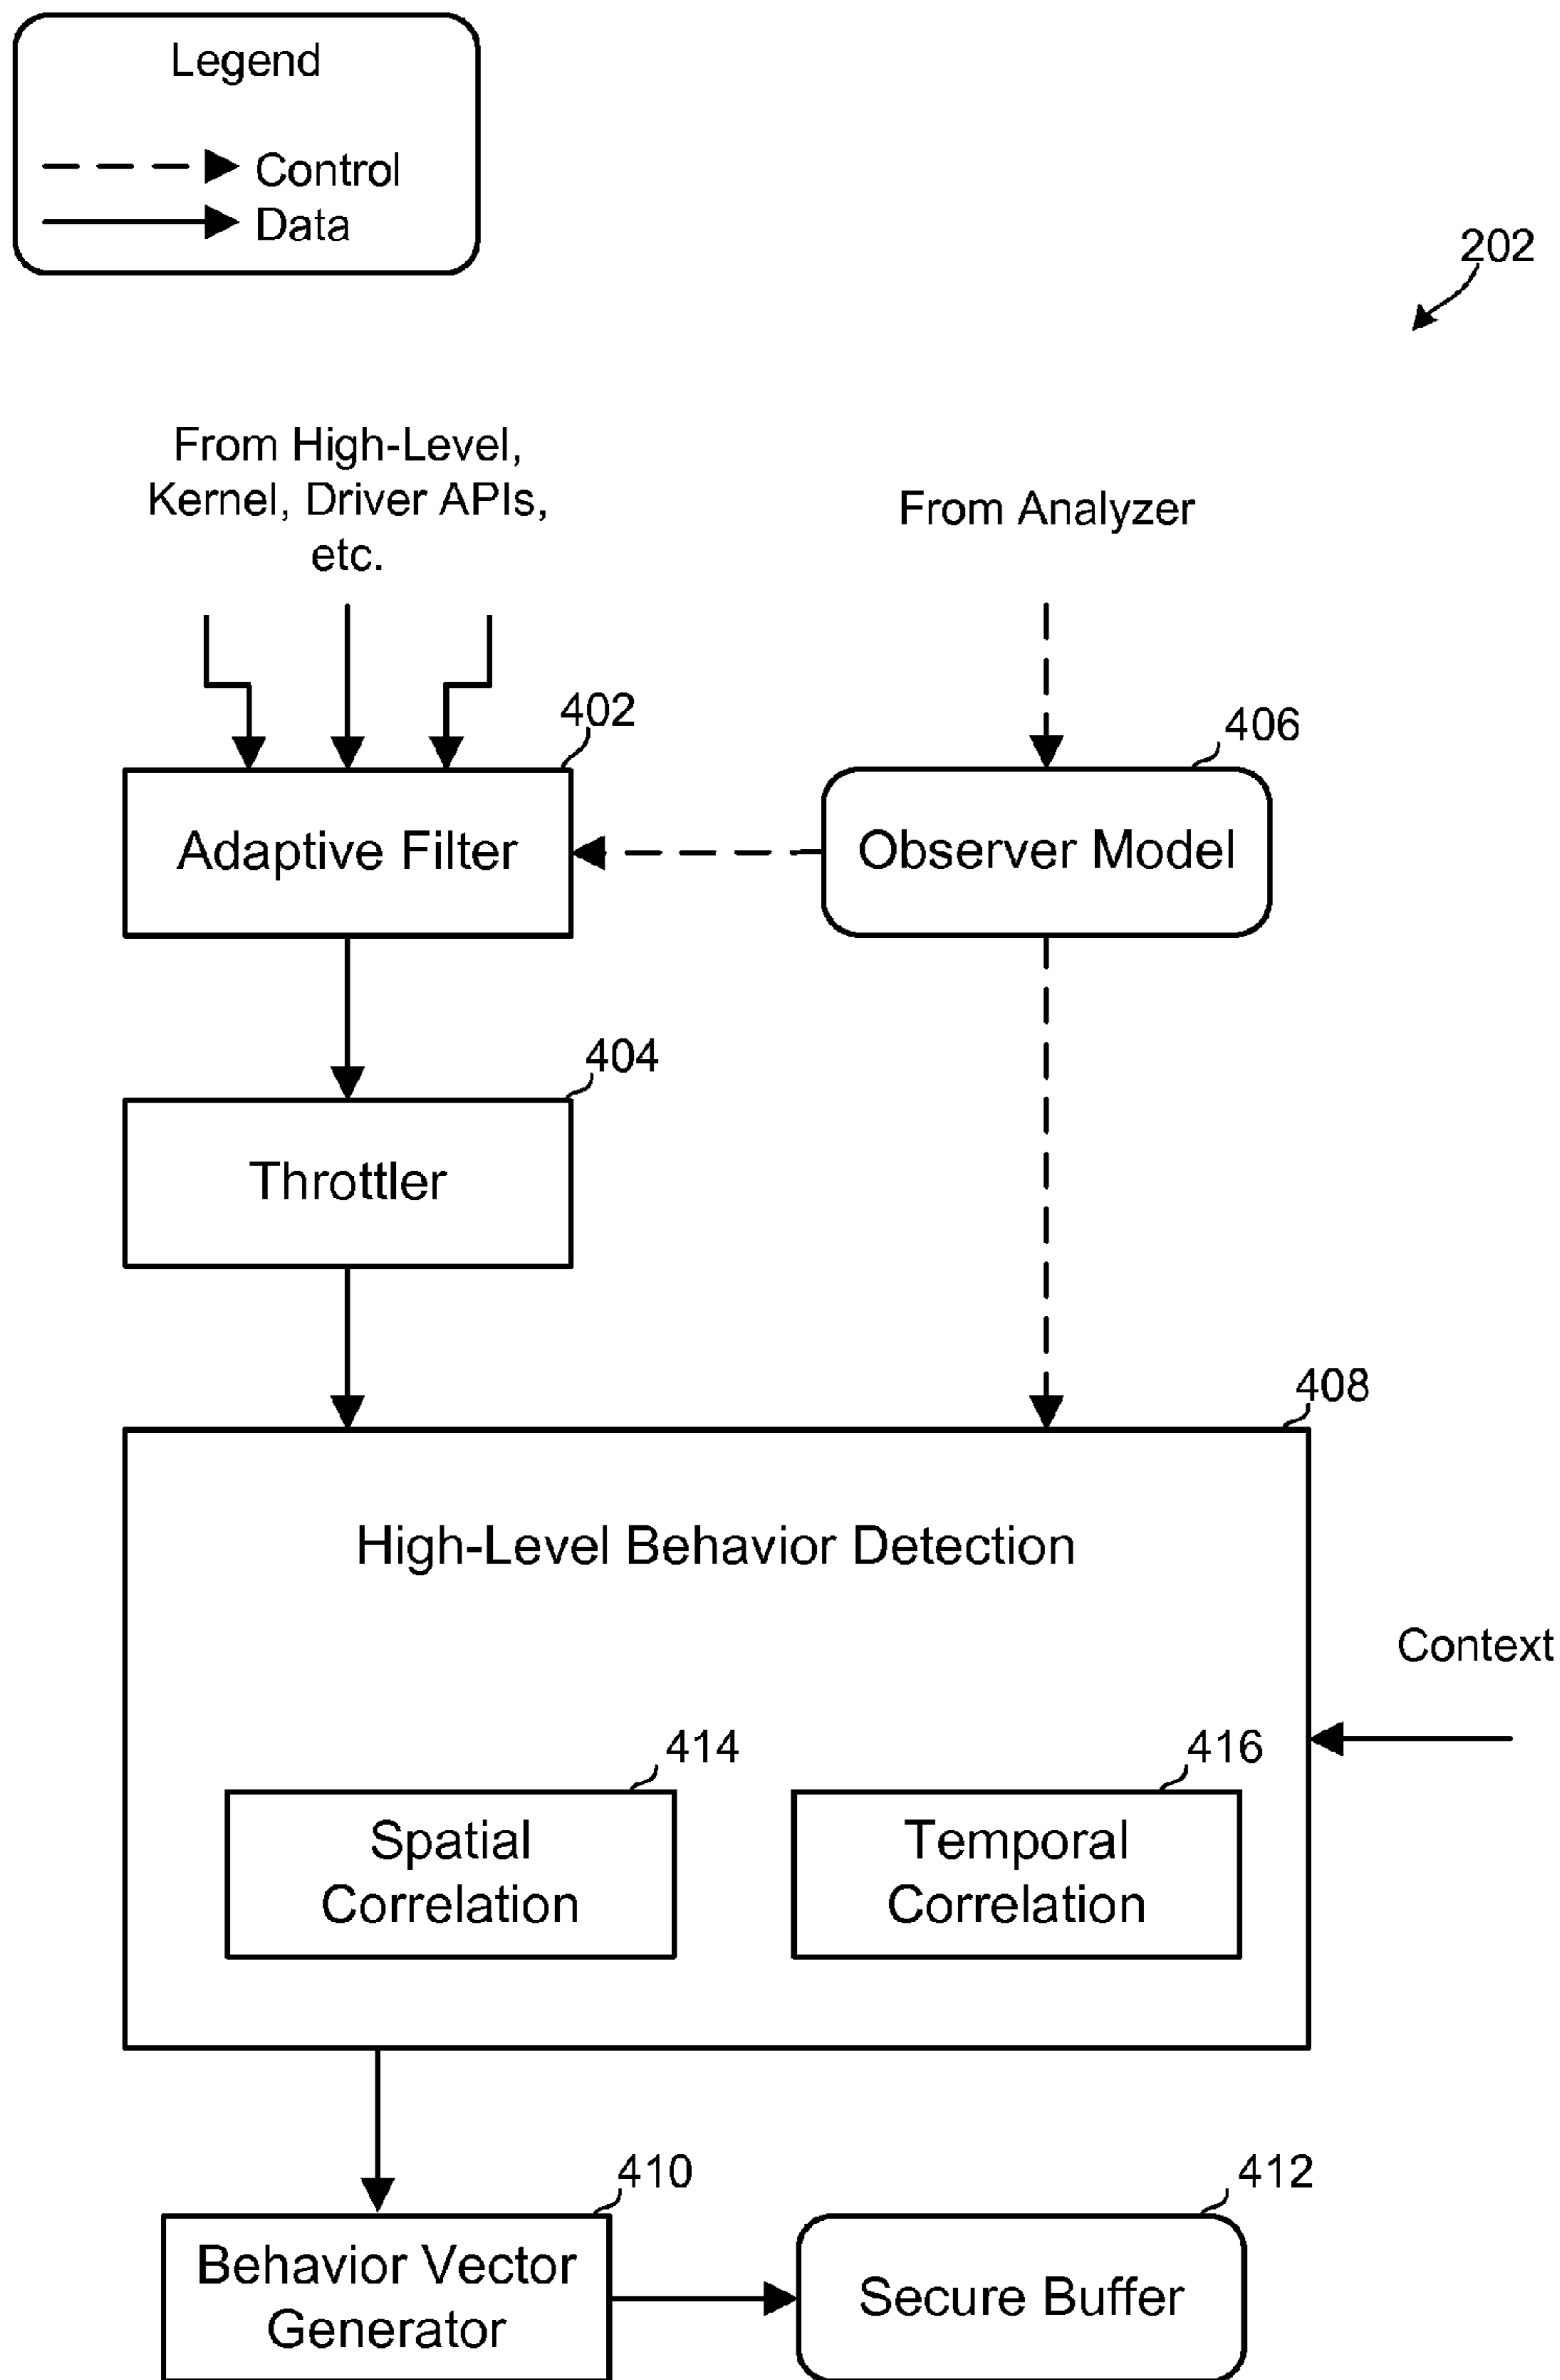 Legend
Control
Data
202
From High-Level,
Kernel, Driver APIs,
etc.
From Analyzer
402
406
Adaptive Filter
Observer Model
404
Throttler
408
High-Level Behavior Detection
Context
414
416
Spatial
Correlation
Temporal
Correlation
410
412
Behavior Vector
Generator
Secure Buffer